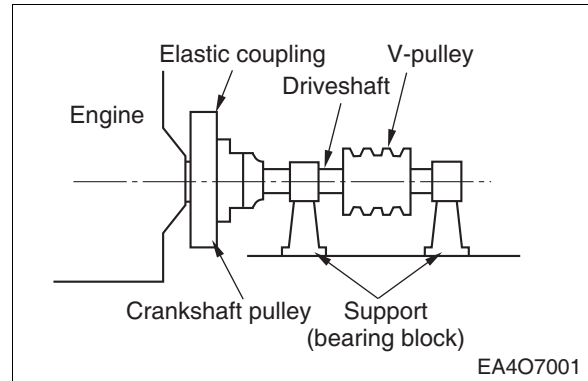 Elastic coupling
V-pulley
Driveshaft
Engine
Crankshaft pulley
Support
(bearing block)
EA4O7001